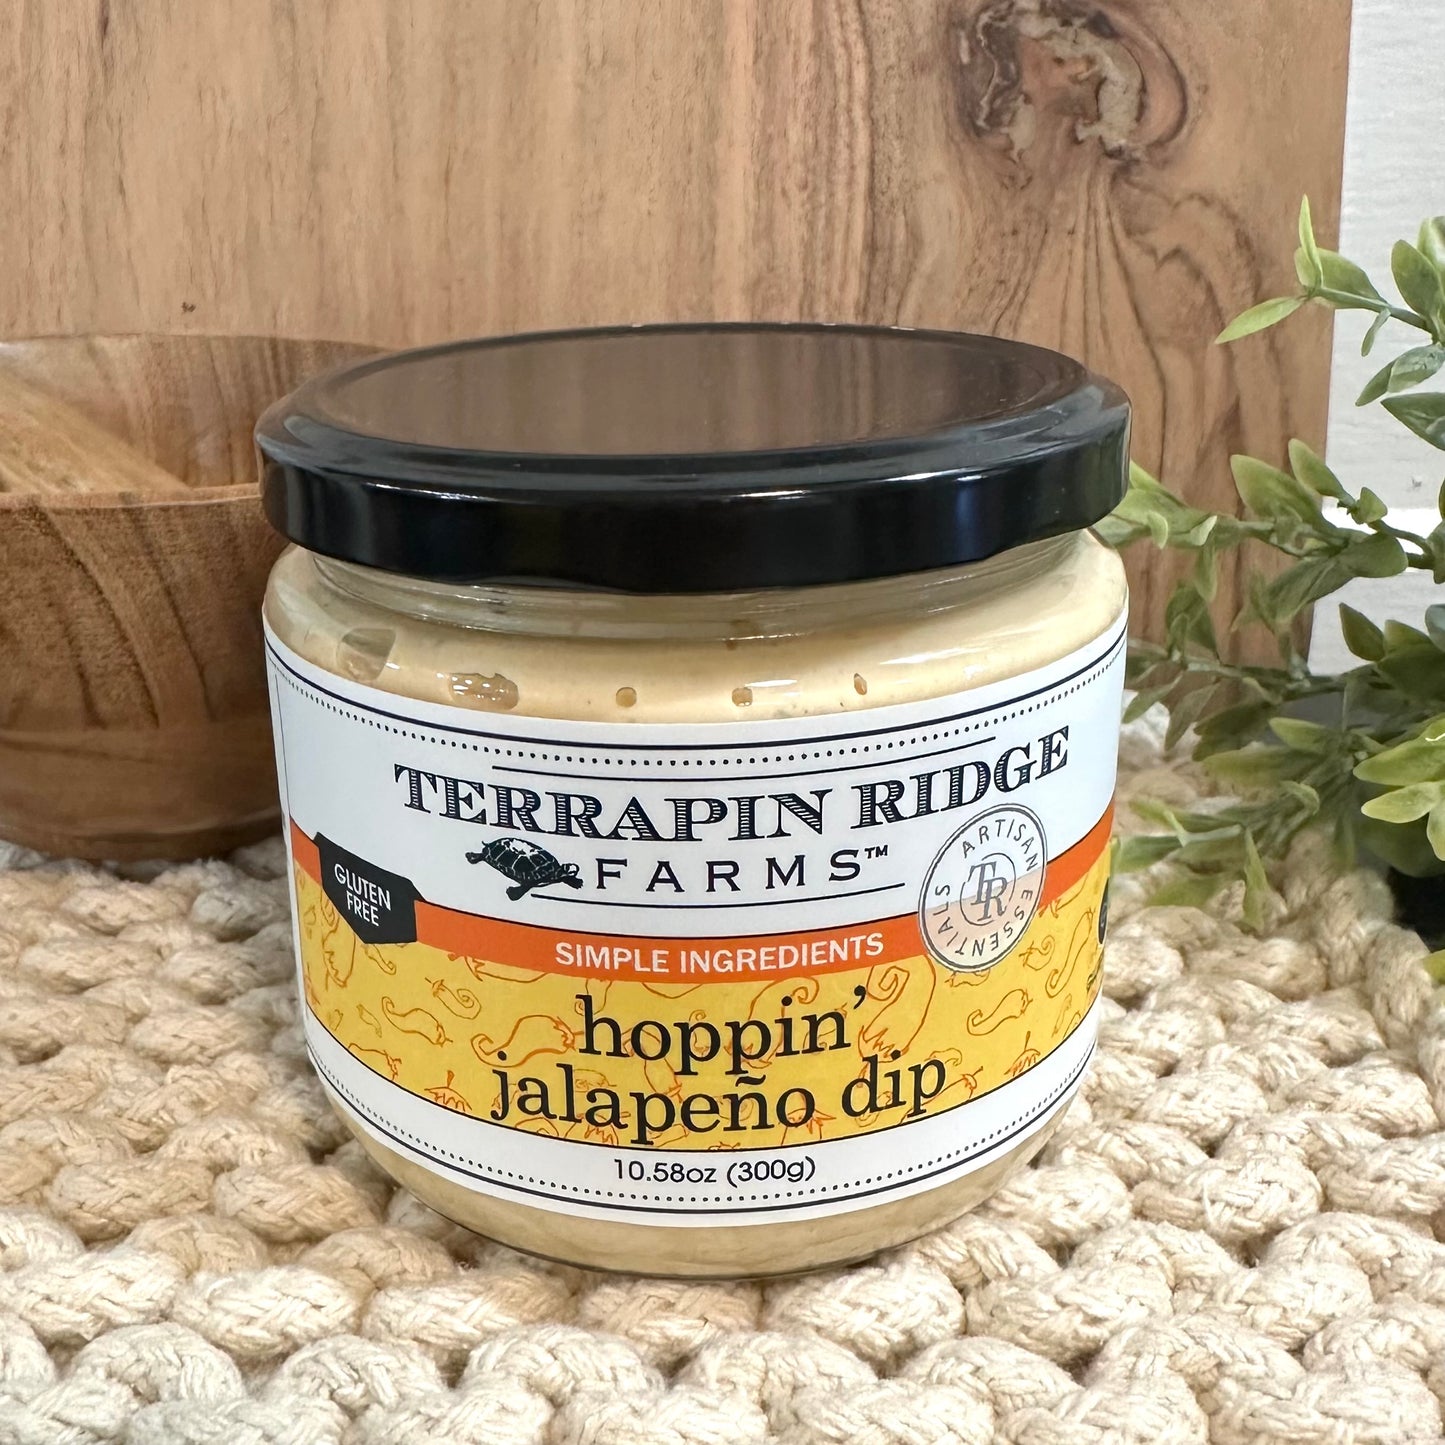 TERRAPIN RIDGE
FARMS™
GLUTEN
FREE
ARTISAN ESSENTIALS
TR
SIMPLE INGREDIENTS
hoppin'
jalapeño dip
10.58oz (300g)